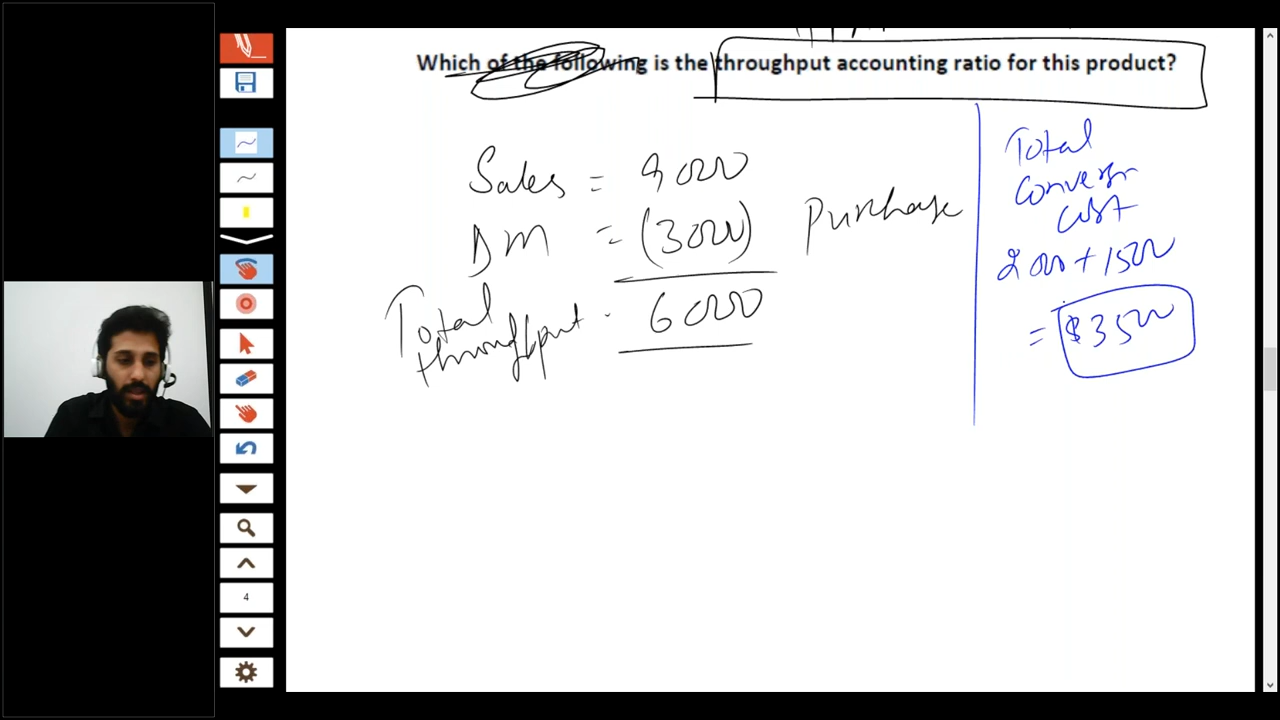 Which of the following is the throughput accounting ratio for this product?
Sales = 9000
DM = (3000) Purchase
Total throughput - 6000
Total
Conversn
cost
2000 + 1500
= $3500
4